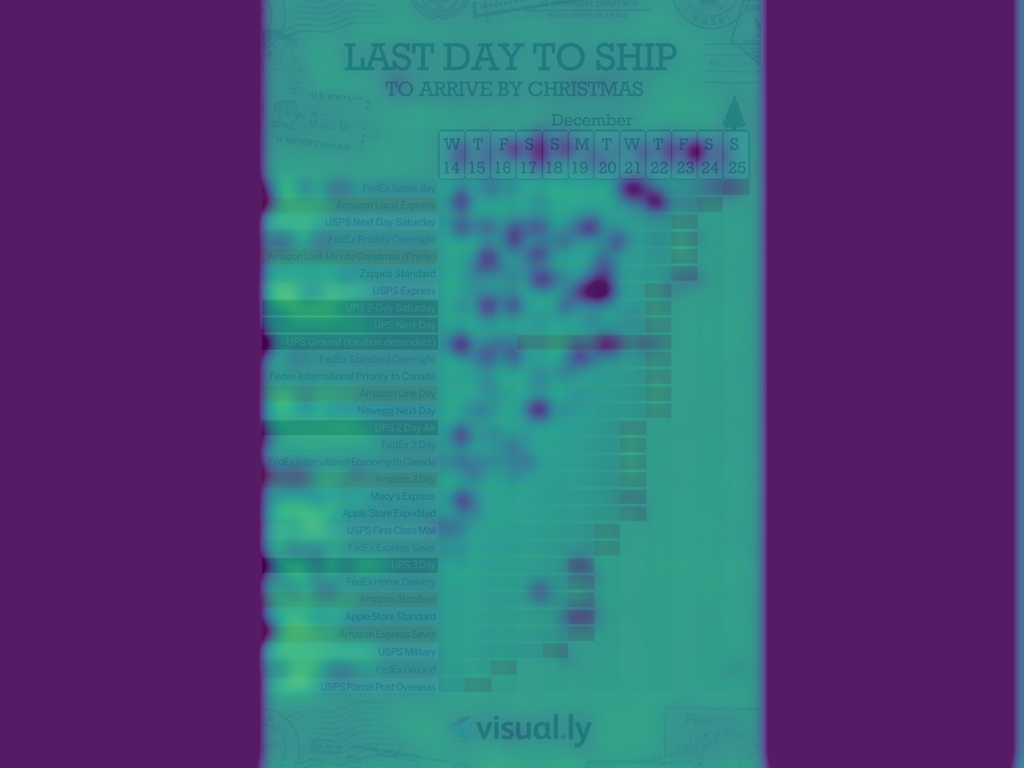 LAST DAY TO SHIP
TO ARRIVE BY CHRISTMAS
December
W T F S S M T W T F S S
14 15 16 17 18 19 20 21 22 23 24 25
FedEx Same day
Amazon Local Express
USPS Next Day Saturday
FedEx Priority Overnight
Amazon Last-Minute Christmas (Prime)
Zappos Standard
USPS Express
UPS 2-Day Saturday
UPS Next Day
UPS Ground (location dependent)
FedEx Standard Overnight
Fedex International Priority to Canada
Amazon One Day
Newegg Next Day
UPS 2 Day Air
FedEx 2 Day
FedEx International Economy to Canada
Amazon 2 Day
Macy's Express
Apple Store Expedited
USPS First Class Mail
FedEx Express Saver
UPS 3 Day
FedEx Home Delivery
Amazon Standard
Apple Store Standard
Amazon Express Saver
USPS Military
FedEx Ground
USPS Parcel Post Overseas
visual.ly